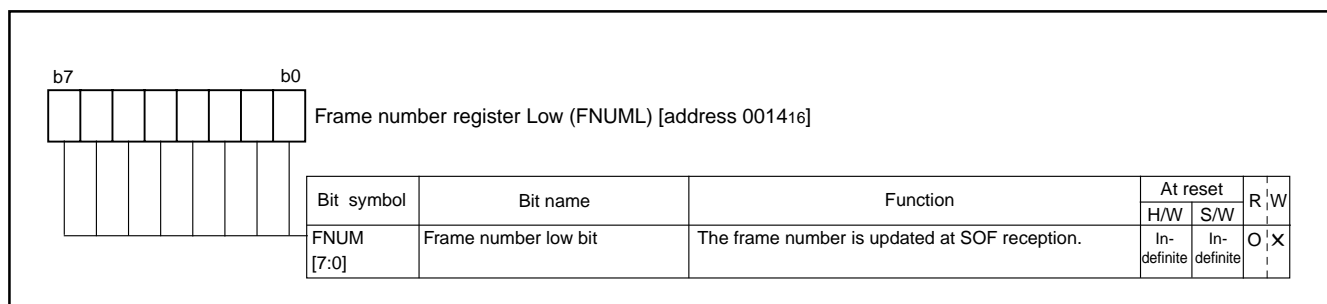 b7 b0
Frame number register Low (FNUML) [address 001416]
Bit symbol Bit name Function At reset R W
H/W S/W
FNUM Frame number low bit The frame number is updated at SOF reception. In- In- O ×
[7:0] definite definite